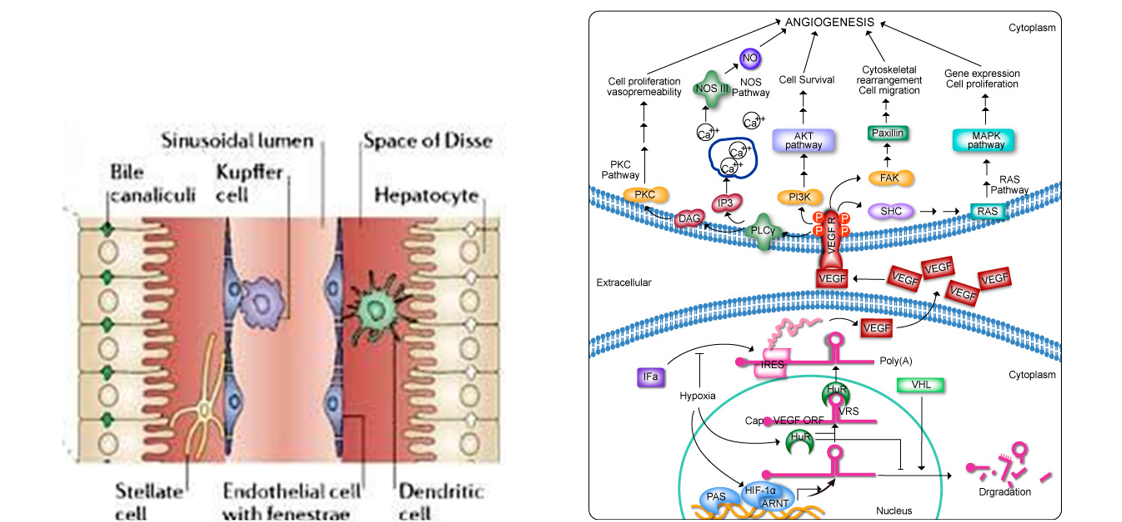 Sinusoidal lumen
Space of Disse
Bile
canaliculi
Kupffer
cell
Hepatocyte
Stellate
cell
Endothelial cell
with fenestrae
Dendritic
cell
ANGIOGENESIS
Cytoplasm
NO
Cell proliferation
vasopremeability
NOS III
NOS
Pathway
Cell Survival
Cytoskeletal
rearrangement
Cell migration
Gene expression
Cell proliferation
Ca++
Ca++
Ca++
Ca++
AKT
pathway
Paxillin
MAPK
pathway
PKC
Pathway
PKC
IP3
PI3K
FAK
RAS
Pathway
DAG
PLCγ
P
P
P
P
VEGF R
SHC
RAS
Extracellular
VEGF
VEGF
VEGF
VEGF
VEGF
VEGF
IRES
Poly(A)
Cytoplasm
IFa
Hypoxia
HuR
VHL
VRS
Cap
VEGF ORF
HuR
PAS
HIF-1α
ARNT
Drgradation
Nucleus